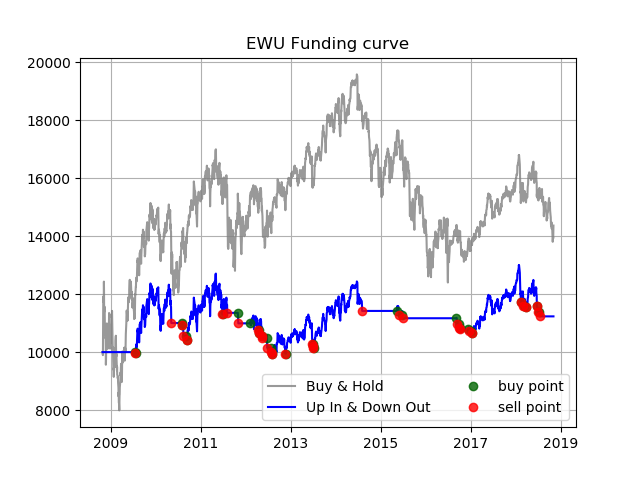 EWU Funding curve
20000
18000
16000
14000
12000
10000
8000
2009 2011 2013 2015 2017 2019
Buy & Hold
Up In & Down Out
buy point
sell point